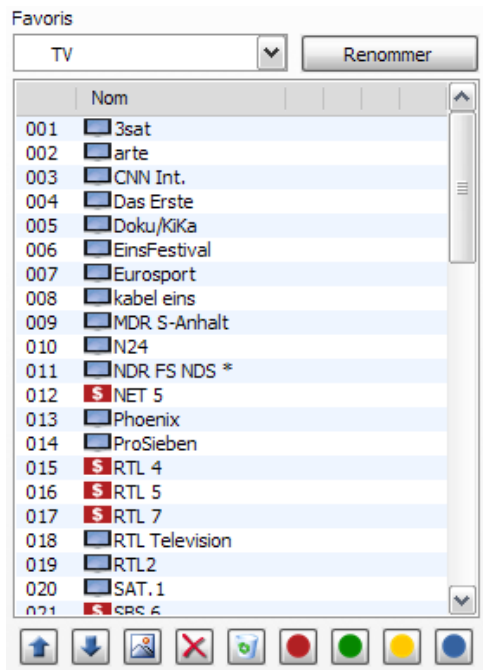 Favoris
TV
Renommer
Nom
001 3sat
002 arte
003 CNN Int.
004 Das Erste
005 Doku/KiKa
006 EinsFestival
007 Eurosport
008 kabel eins
009 MDR S-Anhalt
010 N24
011 NDR FS NDS *
012 $ NET 5
013 Phoenix
014 ProSieben
015 $ RTL 4
016 $ RTL 5
017 $ RTL 7
018 RTL Television
019 RTL2
020 SAT.1
021 $ SBS 6